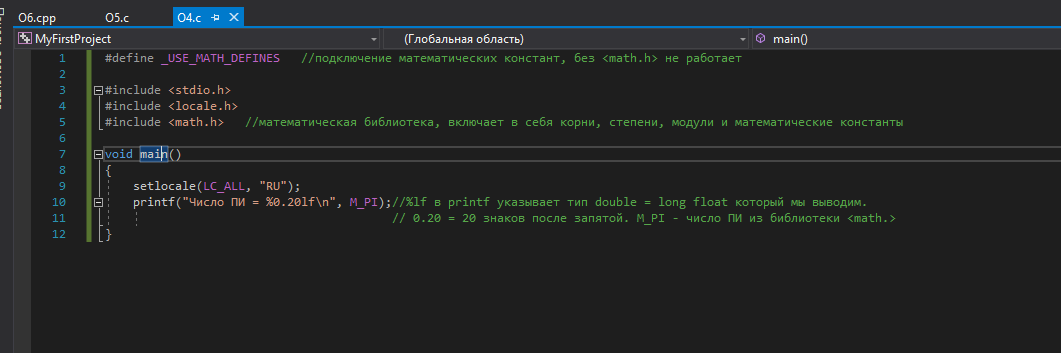 O6.cpp O5.c O4.c
MyFirstProject (Глобальная область) main()
1 #define _USE_MATH_DEFINES //подключение математических констант, без <math.h> не работает
2
3 #include <stdio.h>
4 #include <locale.h>
5 #include <math.h> //математическая библиотека, включает в себя корни, степени, модули и математические константы
6
7 void main()
8 {
9 setlocale(LC_ALL, "RU");
10 printf("Число ПИ = %0.20lf\n", M_PI);//%lf в printf указывает тип double = long float который мы выводим.
11 // 0.20 = 20 знаков после запятой. M_PI - число ПИ из библиотеки <math.>
12 }